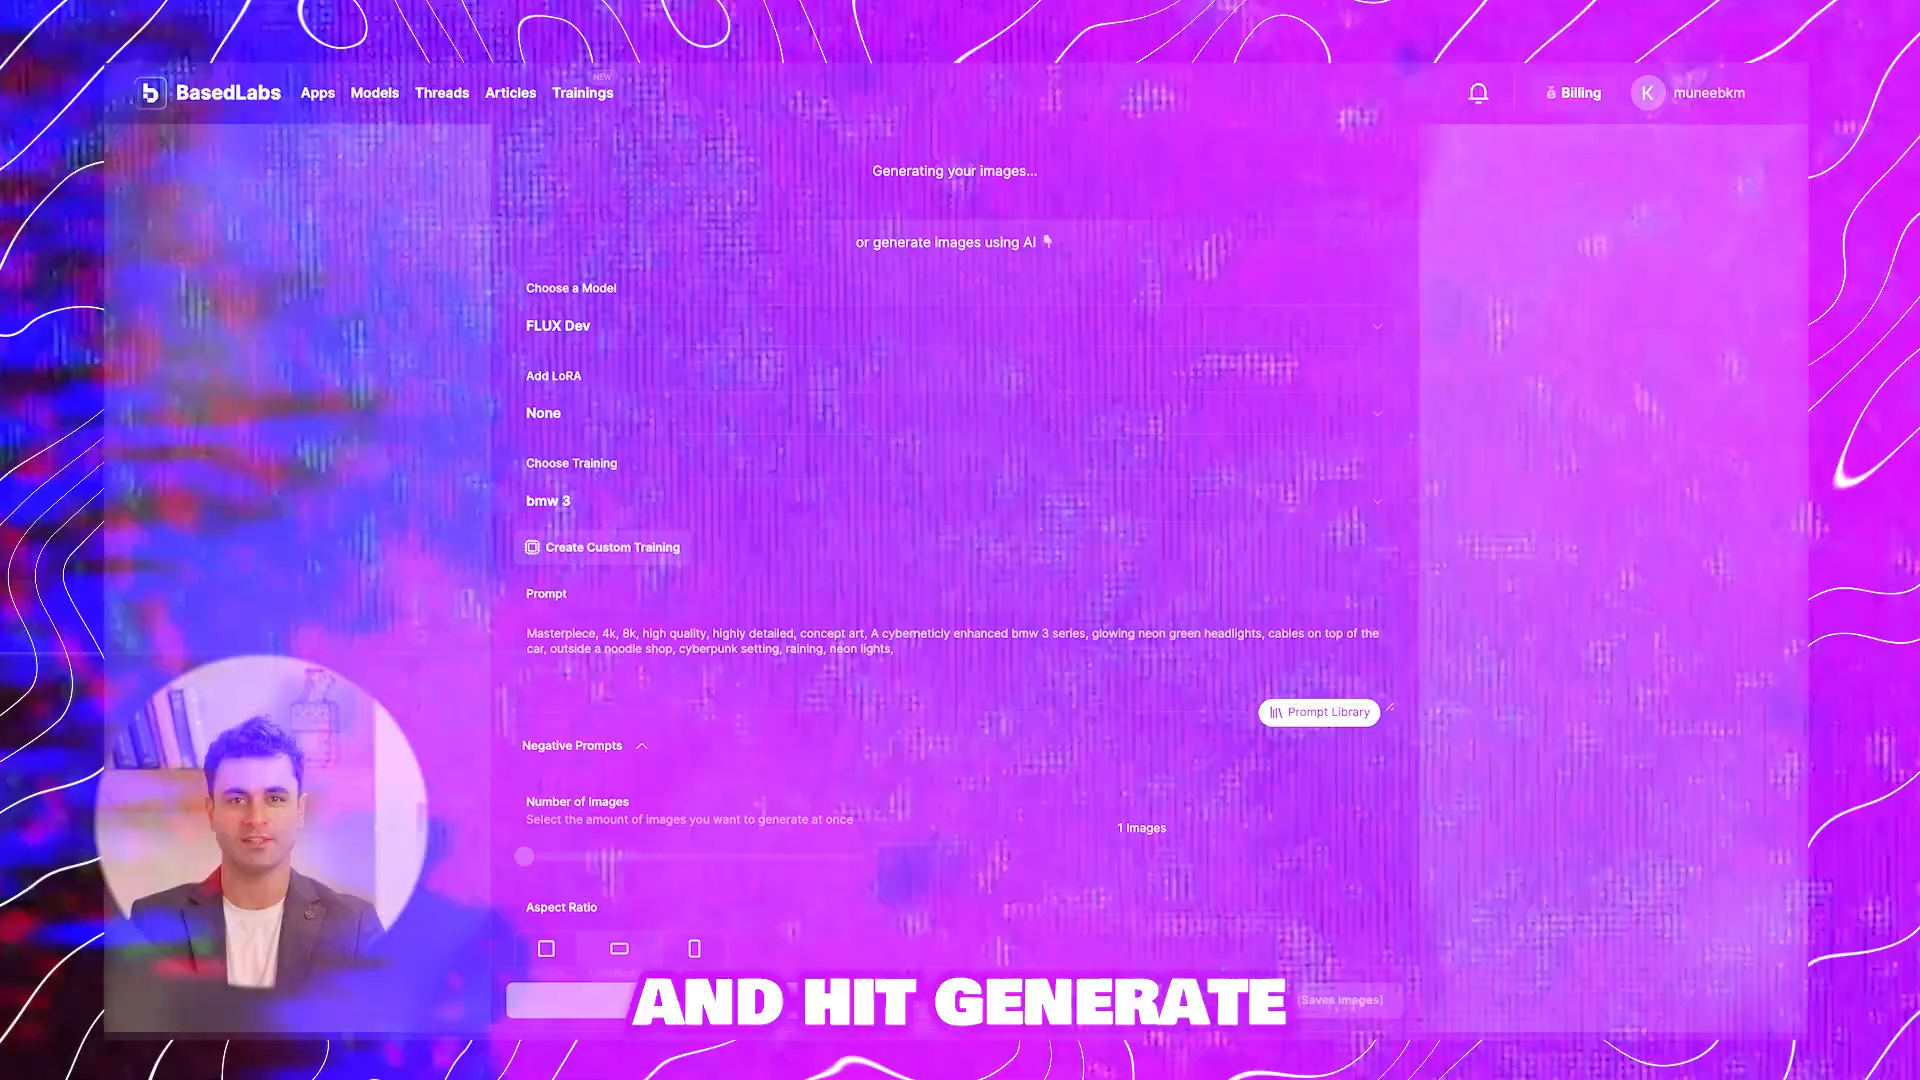 BasedLabs Apps Models Threads Articles Trainings NEW
Billing K muneebkm
Generating your images...
or generate images using AI
Choose a Model
FLUX Dev
Add LoRA
None
Choose Training
bmw 3
Create Custom Training
Prompt
Masterpiece, 4k, 8k, high quality, highly detailed, concept art, A cyberneticly enhanced bmw 3 series, glowing neon green headlights, cables on top of the
car, outside a noodle shop, cyberpunk setting, raining, neon lights,
Prompt Library
Negative Prompts
Number of Images
Select the amount of images you want to generate at once
1 Images
Aspect Ratio
AND HIT GENERATE
(Saves Images)